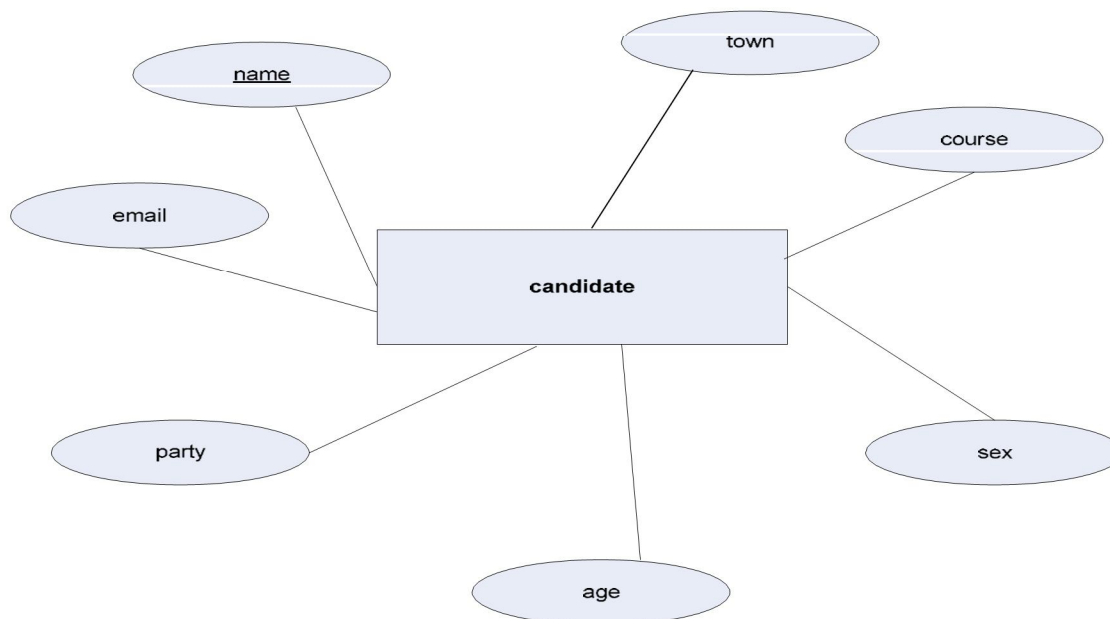 town
name
course
email
candidate
party
sex
age